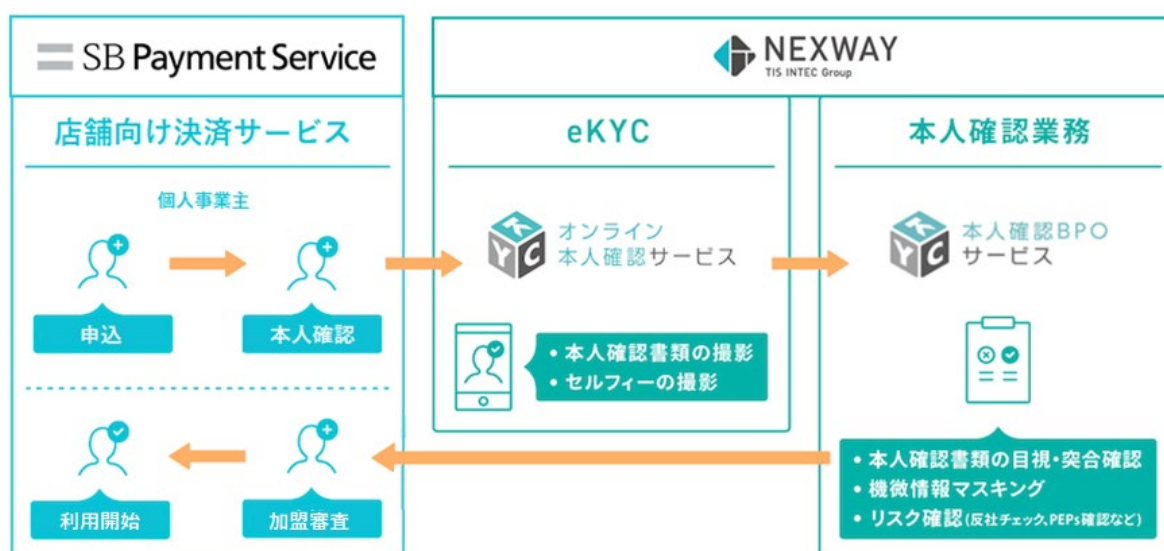 SB Payment Service
店舗向け決済サービス
個人事業主
申込
本人確認
利用開始
加盟審査
NEXWAY
TIS INTEC Group
eKYC
KYC
オンライン
本人確認サービス
• 本人確認書類の撮影
• セルフィーの撮影
本人確認業務
KYC
本人確認BPO
サービス
• 本人確認書類の目視・突合確認
• 機微情報マスキング
• リスク確認(反社チェック、PEPs確認など)